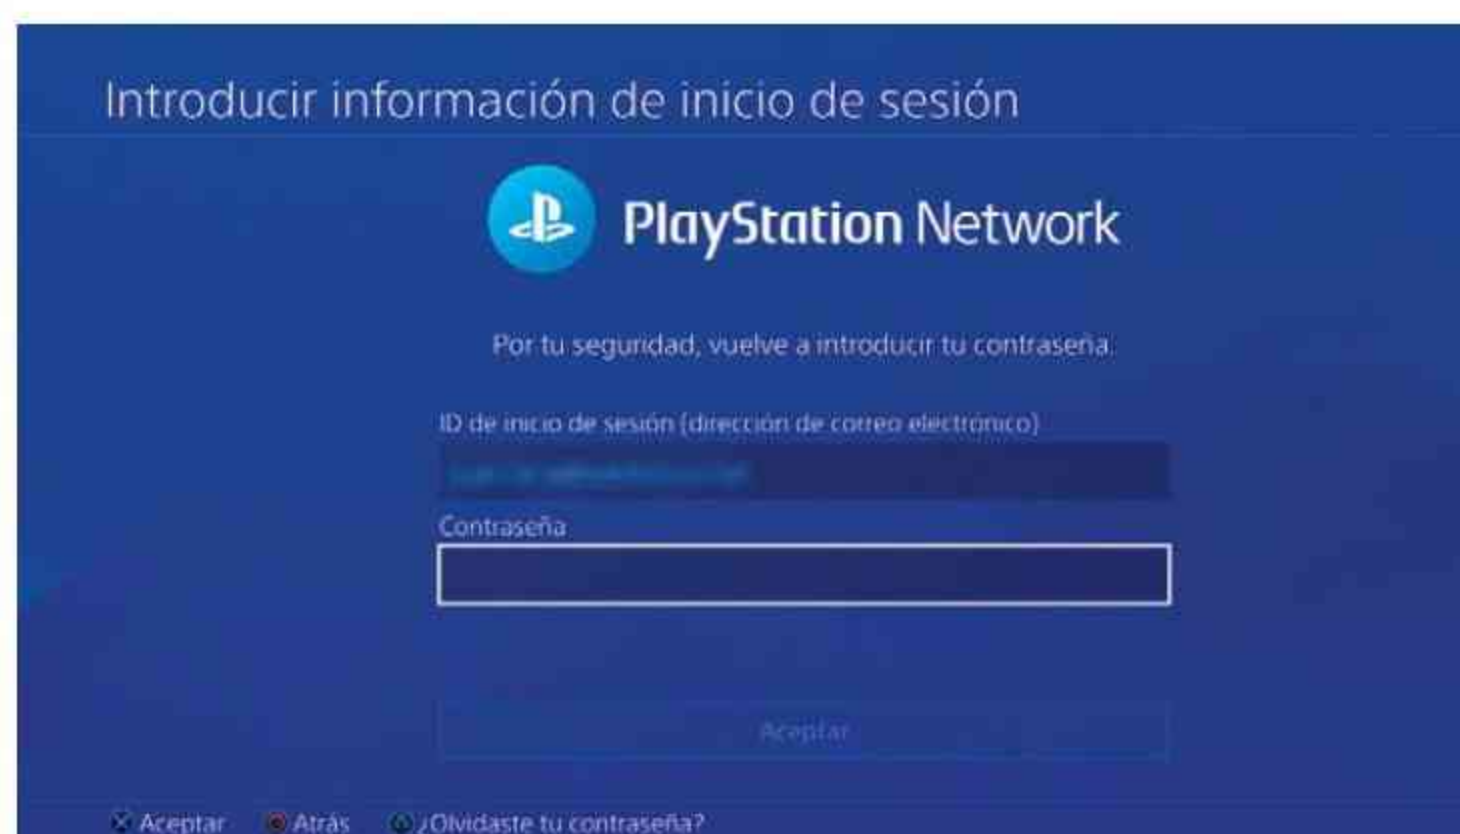 Introducir información de inicio de sesión
PlayStation Network
Por tu seguridad, vuelve a introducir tu contraseña.
ID de inicio de sesión (dirección de correo electrónico)
Contraseña
Aceptar
Aceptar Atrás ¿Olvidaste tu contraseña?